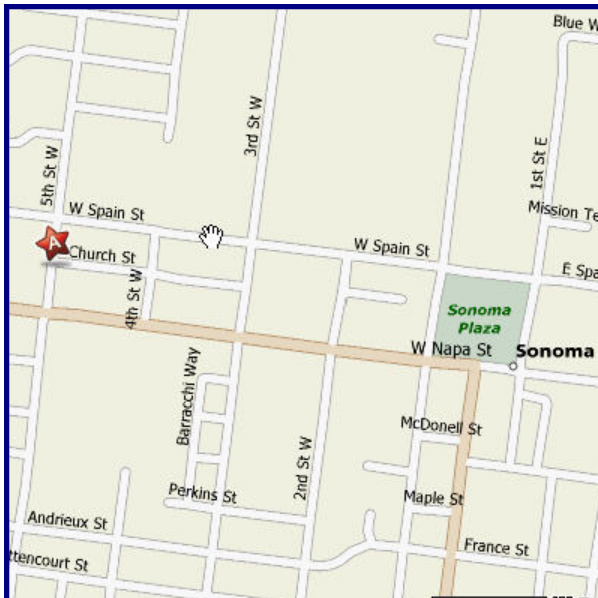 Blue W
3rd St W
5th St W
1st St E
W Spain St
Mission Te
A
Church St
W Spain St
E Spa
4th St W
Sonoma
Plaza
W Napa St
Sonoma
Barracchi Way
McDonell St
2nd St W
Perkins St
Maple St
Andrieux St
France St
ttencourt St